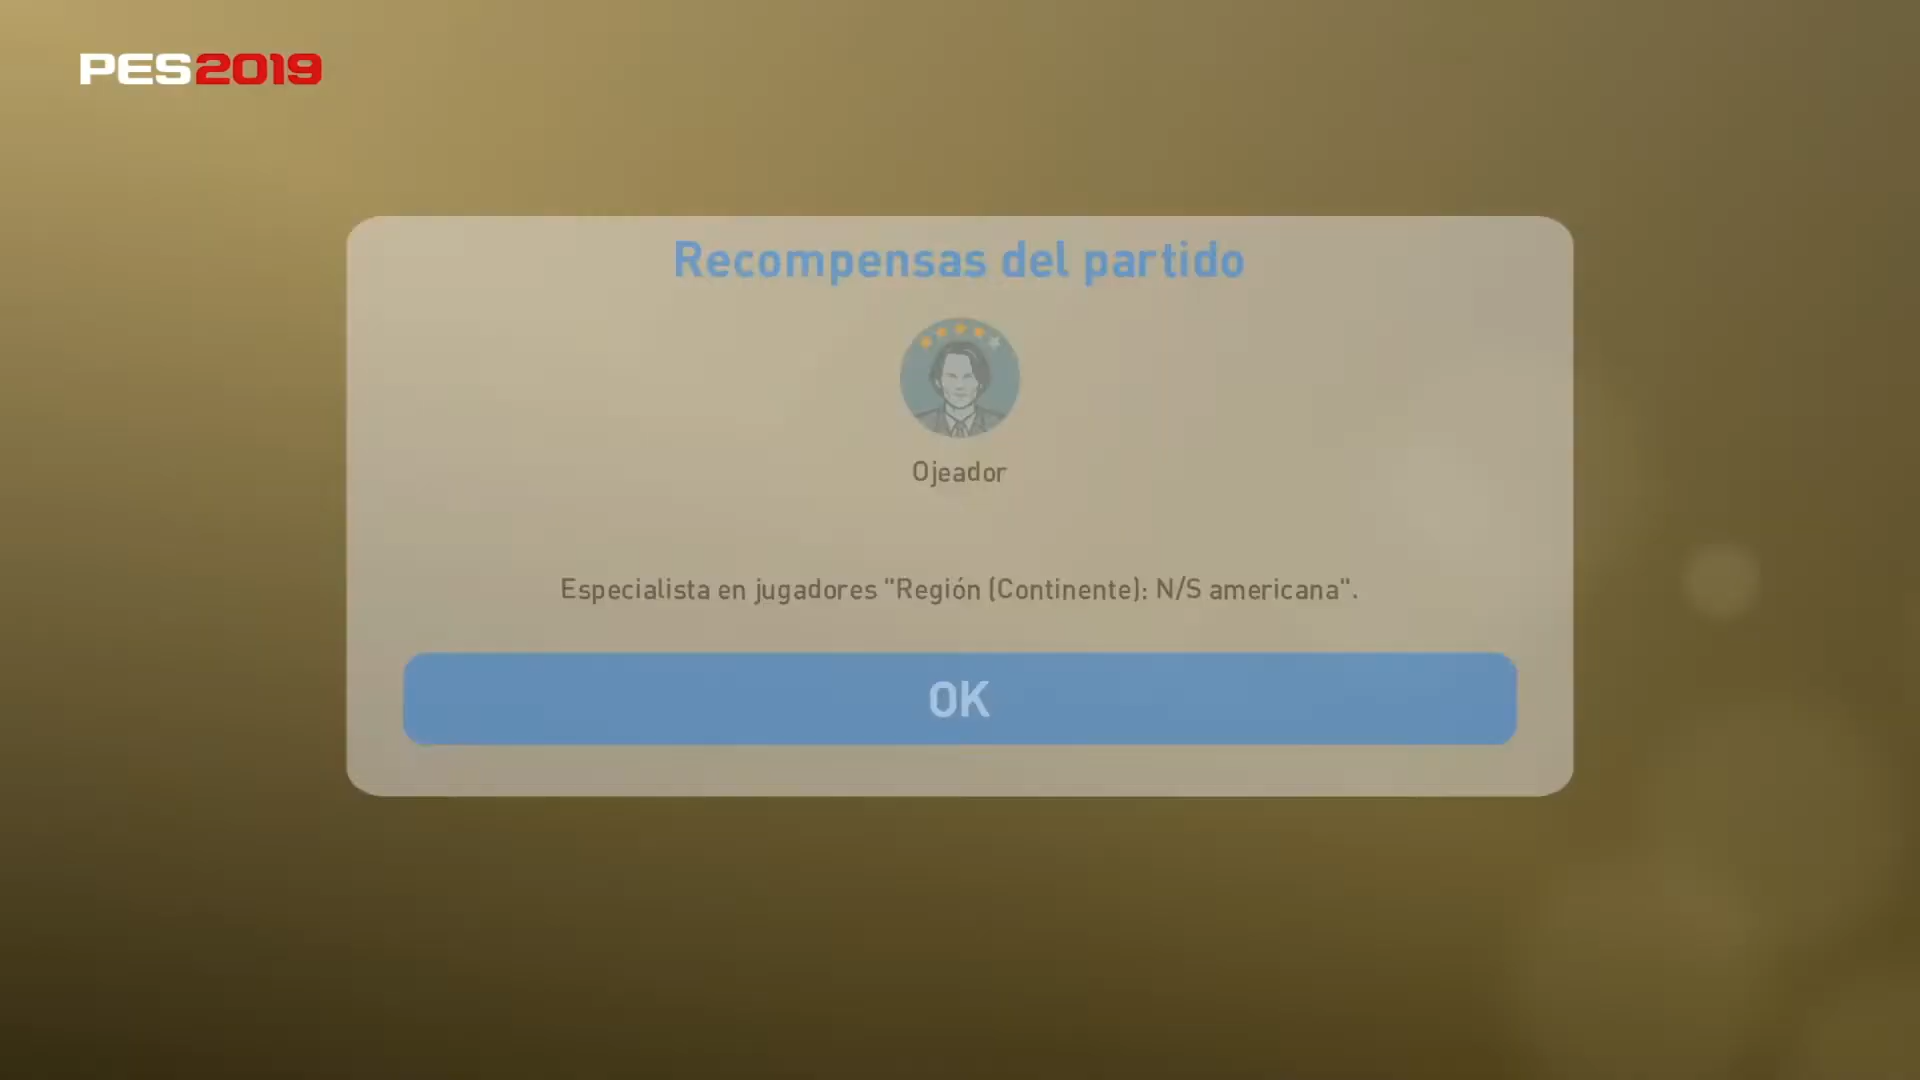 PES2019
Recompensas del partido
Ojeador
Especialista en jugadores "Región (Continente): N/S americana".
OK